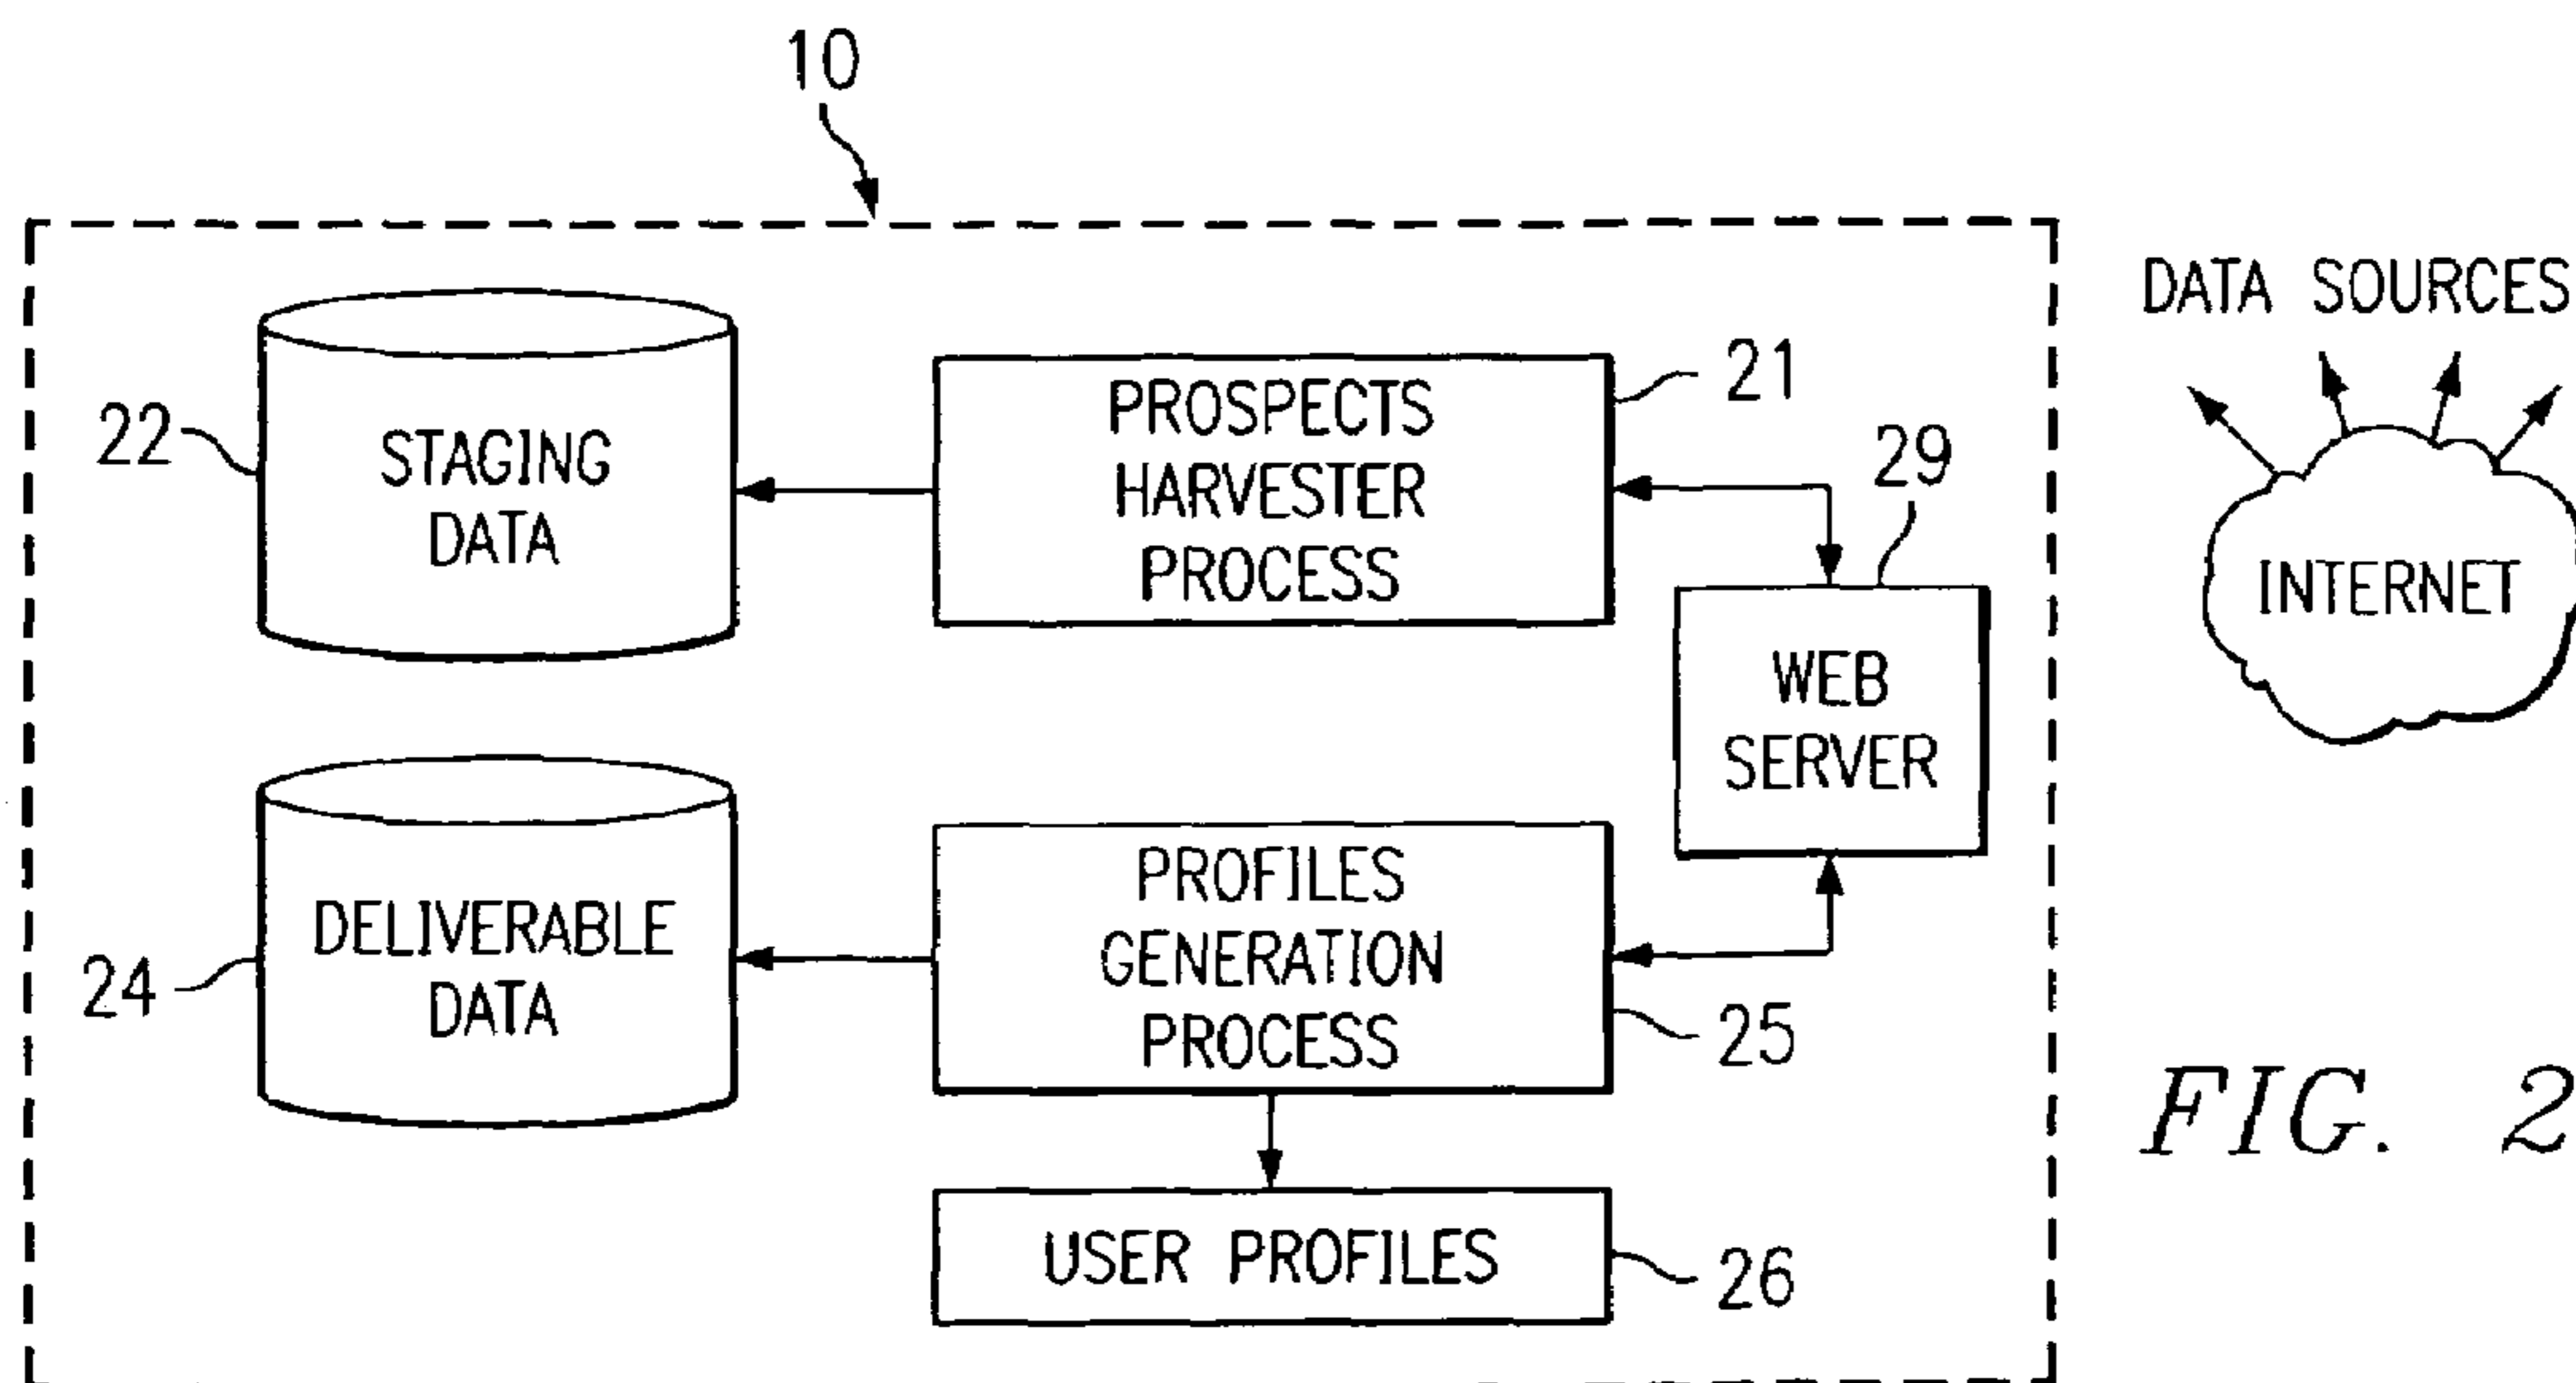 10
DATA SOURCES
22
STAGING
DATA
PROSPECTS
HARVESTER
PROCESS
21
29
INTERNET
WEB
SERVER
24
DELIVERABLE
DATA
PROFILES
GENERATION
PROCESS
25
USER PROFILES
26
FIG. 2